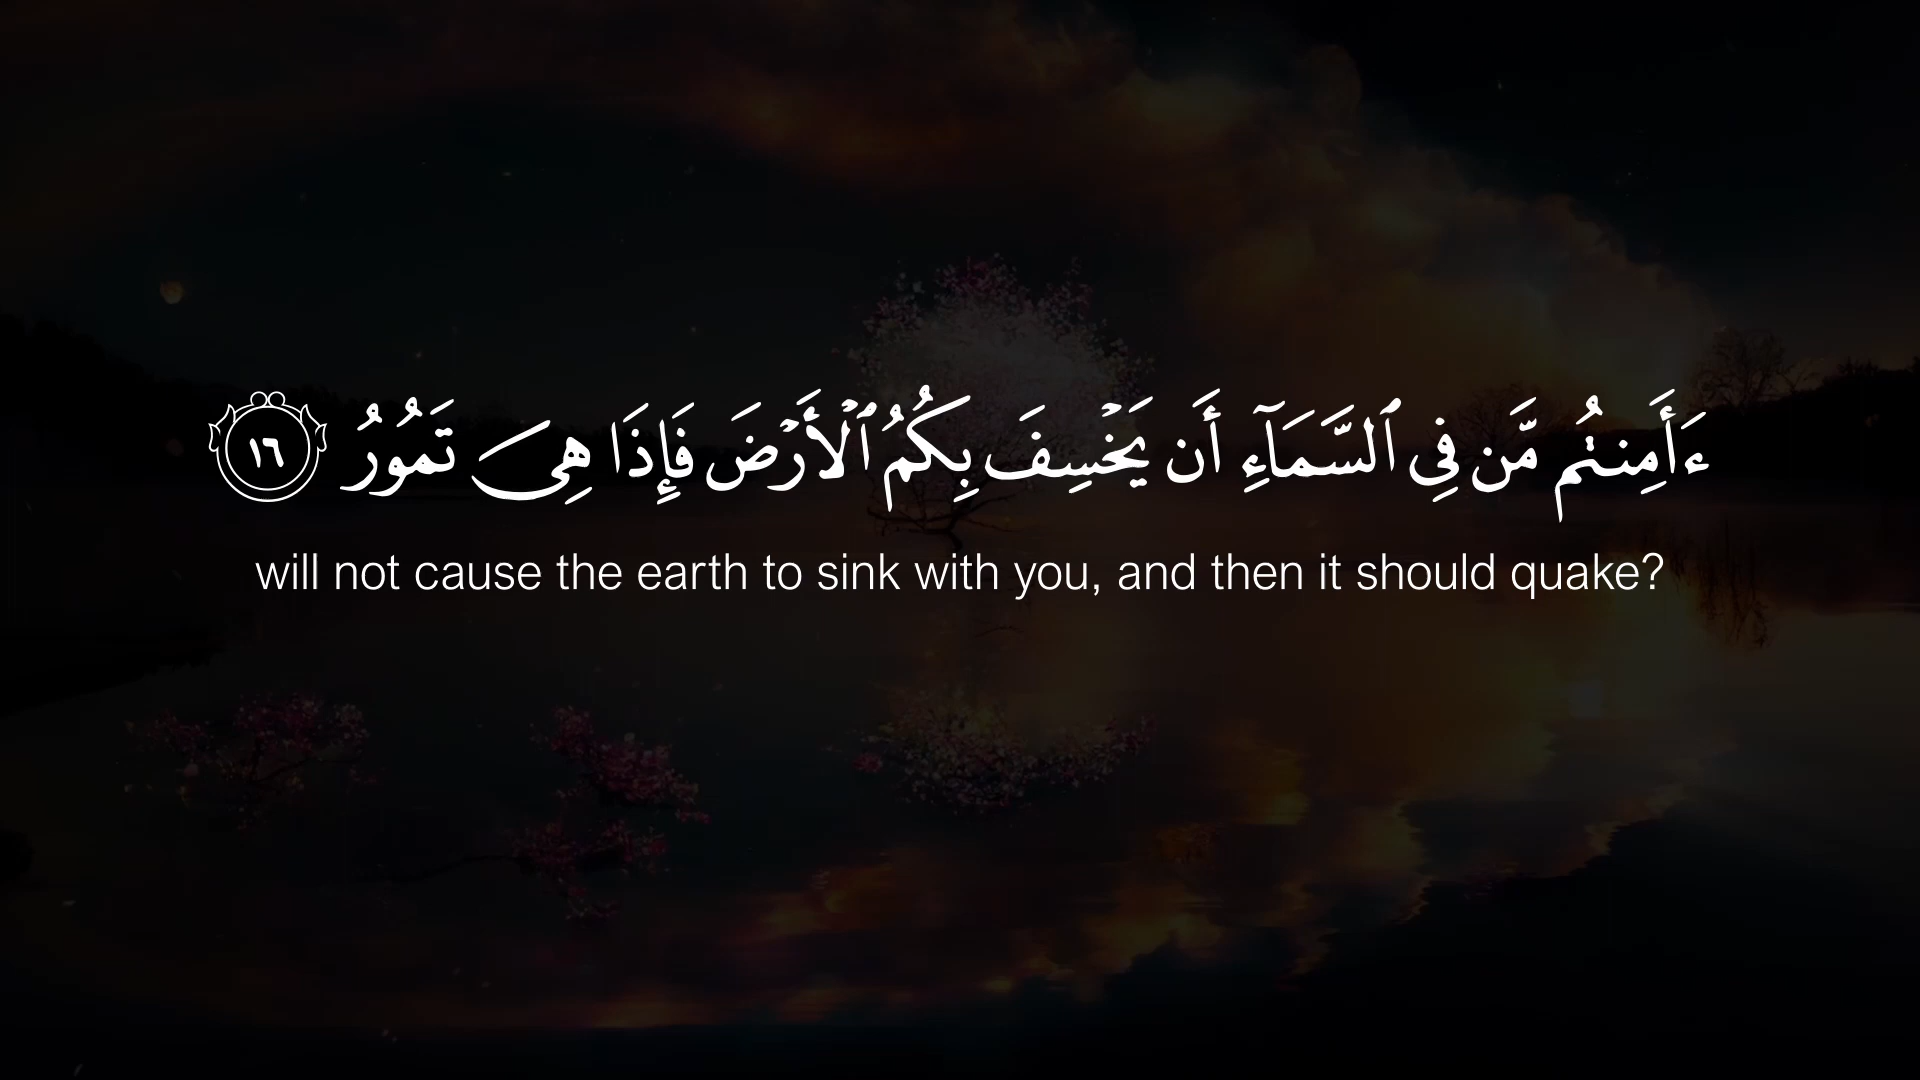 ءَأَمِنتُم مَّن فِى ٱلسَّمَآءِ أَن يَخْسِفَ بِكُمُ ٱلْأَرْضَ فَإِذَا هِىَ تَمُورُ ١٦
will not cause the earth to sink with you, and then it should quake?